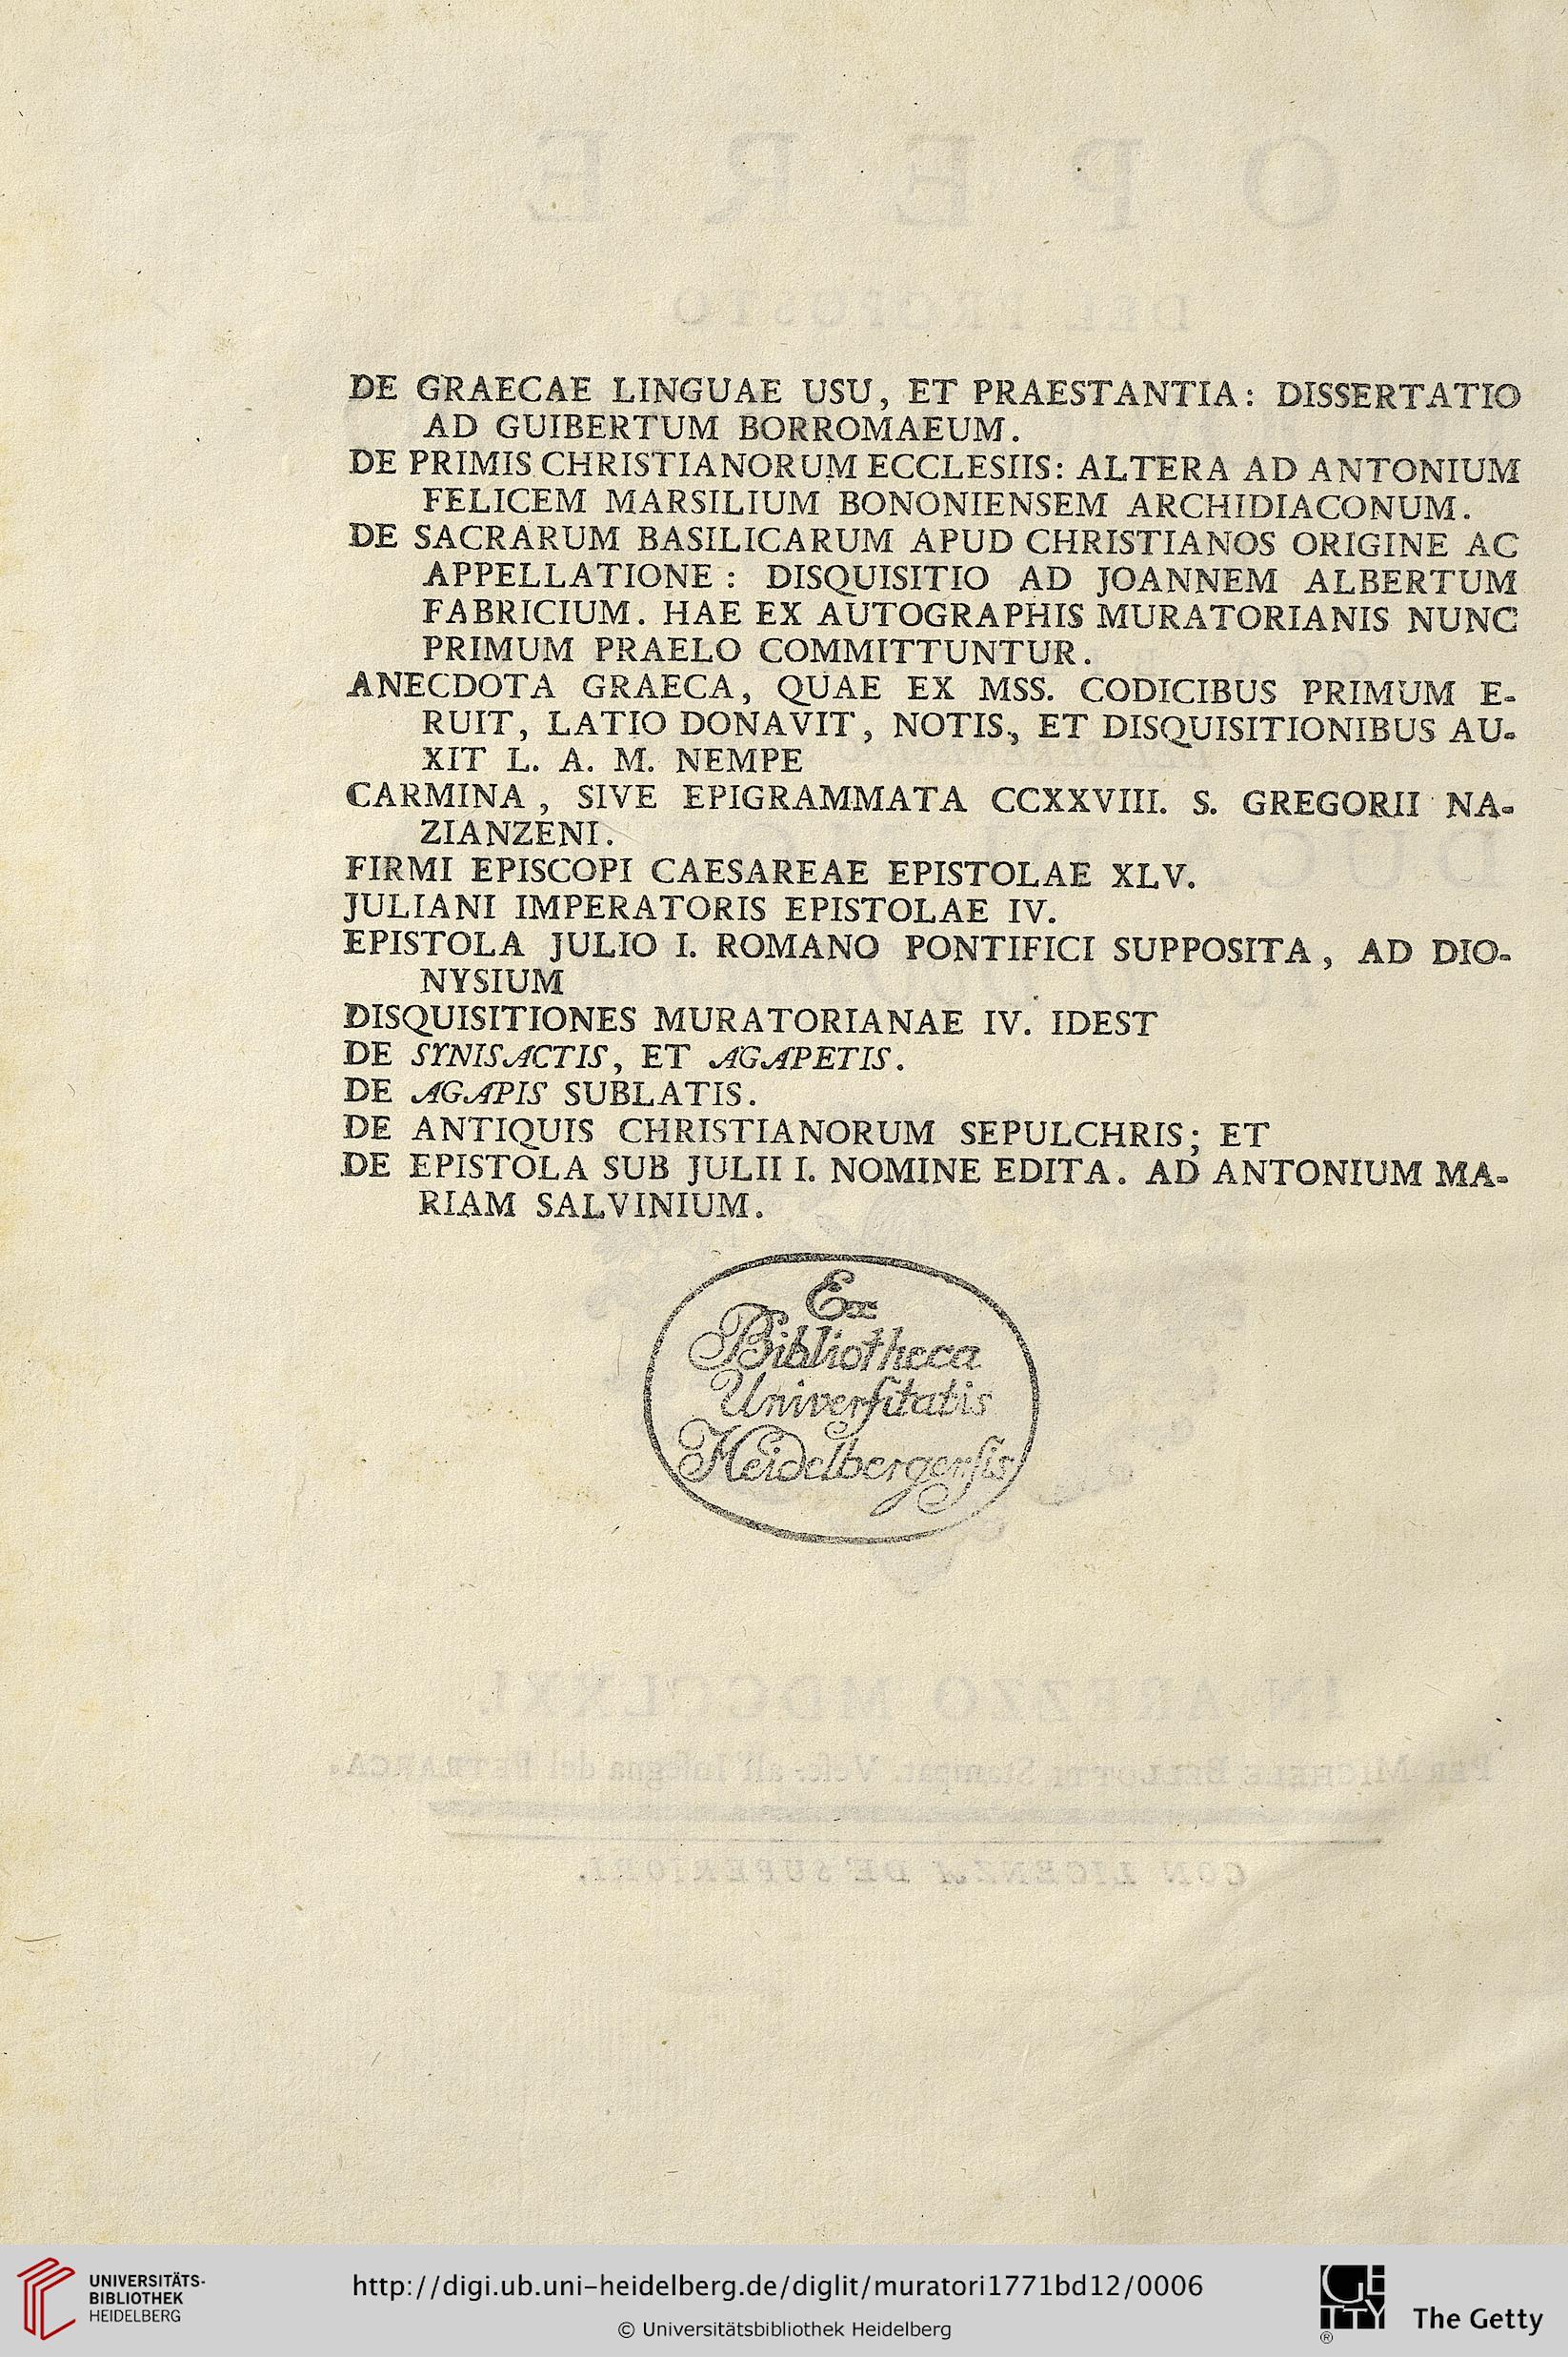 DE GRAECAE LINGUAE USU, ET PRAESTANTIA: DISSERTATIO
AD GUIBERTUM BORROMAEUM.
DE PRIMIS CHRISTIANORUM ECCLESIIS: ALTERA AD ANTONIUM
FELICEM MARSILIUM BONONIENSEM ARCHIDIACONUM.
DE SACRARUM BASILICARUM APUD CHRISTIANOS ORIGINE AC
APPELLATIONE: DISQUISITIO AD JOANNEM ALBERTUM
FABRICIUM. HAE EX AUTOGRAPHIS MURATORIANIS NUNC
PRIMUM PRAELO COMMITTUNTUR.
ANECDOTA GRAECA, QUAE EX MSS. CODICIBUS PRIMUM E-
RUIT, LATIO DONAVIT, NOTIS, ET DISQUISITIONIBUS AU-
XIT L. A. M. NEMPE
CARMINA, SIVE EPIGRAMMATA CCXXVIII. S. GREGORII NA-
ZIANZENI.
FIRMI EPISCOPI CAESAREAE EPISTOLAE XLV.
JULIANI IMPERATORIS EPISTOLAE IV.
EPISTOLA JULIO I. ROMANO PONTIFICI SUPPOSITA, AD DIO-
NYSIUM
DISQUISITIONES MURATORIANAE IV. IDEST
DE SYNISACTIS, ET AGAPETIS.
DE AGAPIS SUBLATIS.
DE ANTIQUIS CHRISTIANORUM SEPULCHRIS; ET
DE EPISTOLA SUB JULII I. NOMINE EDITA. AD ANTONIUM MA-
RIAM SALVINIUM.
Ex
Bibliotheca
Universitatis
Heidelbergensis
UNIVERSITÄTS-
BIBLIOTHEK
HEIDELBERG
http://digi.ub.uni-heidelberg.de/diglit/muratori1771bd12/0006
© Universitätsbibliothek Heidelberg
GETTY
®
The Getty